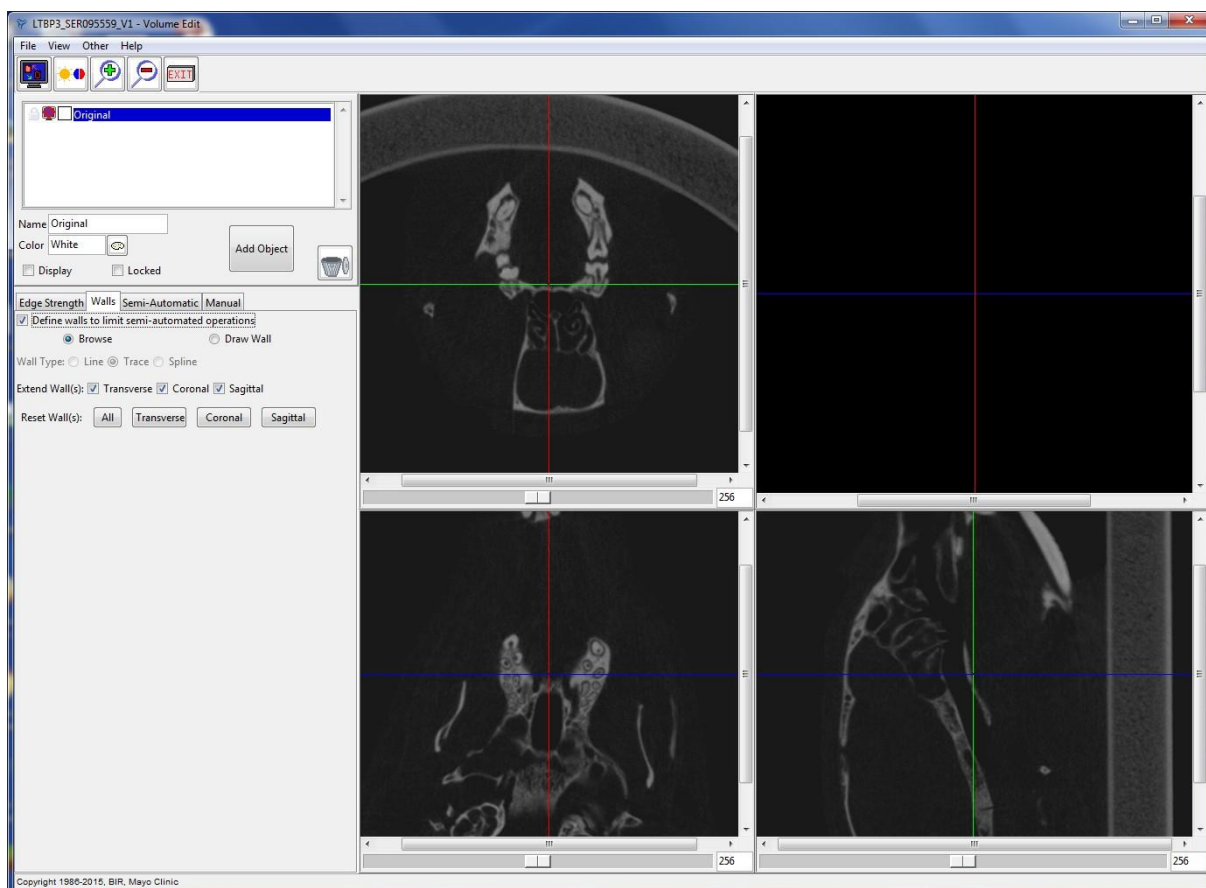 LTBP3_SER095559_V1 - Volume Edit
File View Other Help
EXIT
Original
Name Original
Color White
Add Object
Display Locked
Edge Strength Walls Semi-Automatic Manual
Define walls to limit semi-automated operations
Browse Draw Wall
Wall Type: Line Trace Spline
Extend Wall(s): Transverse Coronal Sagittal
Reset Wall(s): All Transverse Coronal Sagittal
256
256
256
Copyright 1986-2015, BIR, Mayo Clinic